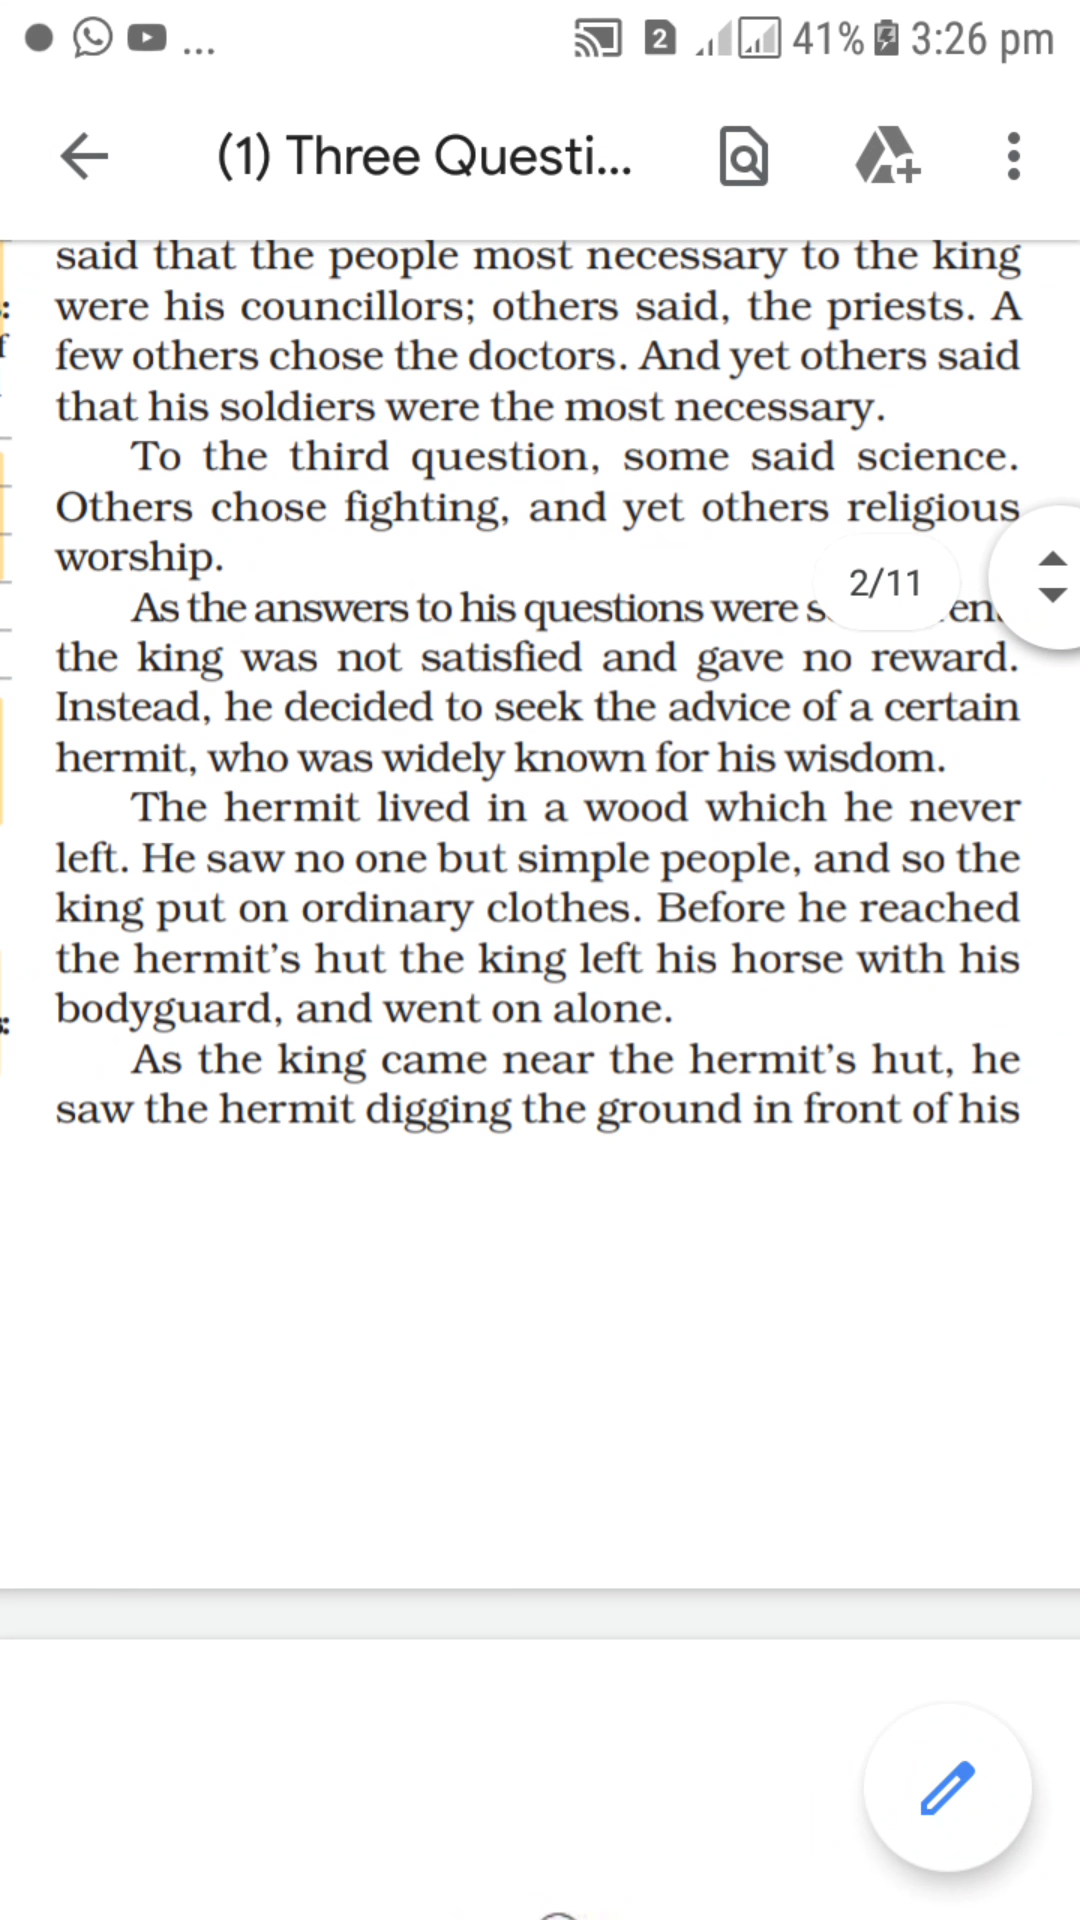 ... 2 41% 3:26 pm
(1) Three Questi...
said that the people most necessary to the king
were his councillors; others said, the priests. A
few others chose the doctors. And yet others said
that his soldiers were the most necessary.
To the third question, some said science.
Others chose fighting, and yet others religious
worship.
2/11
As the answers to his questions were
the king was not satisfied and gave no reward.
Instead, he decided to seek the advice of a certain
hermit, who was widely known for his wisdom.
The hermit lived in a wood which he never
left. He saw no one but simple people, and so the
king put on ordinary clothes. Before he reached
the hermit's hut the king left his horse with his
bodyguard, and went on alone.
As the king came near the hermit's hut, he
saw the hermit digging the ground in front of his